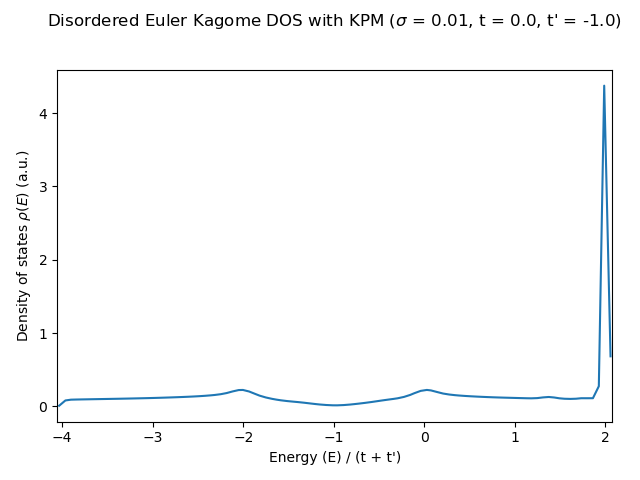 Disordered Euler Kagome DOS with KPM (σ = 0.01, t = 0.0, t' = -1.0)
Density of states ρ(E) (a.u.)
4
3
2
1
0
−4 −3 −2 −1 0 1 2
Energy (E) / (t + t')